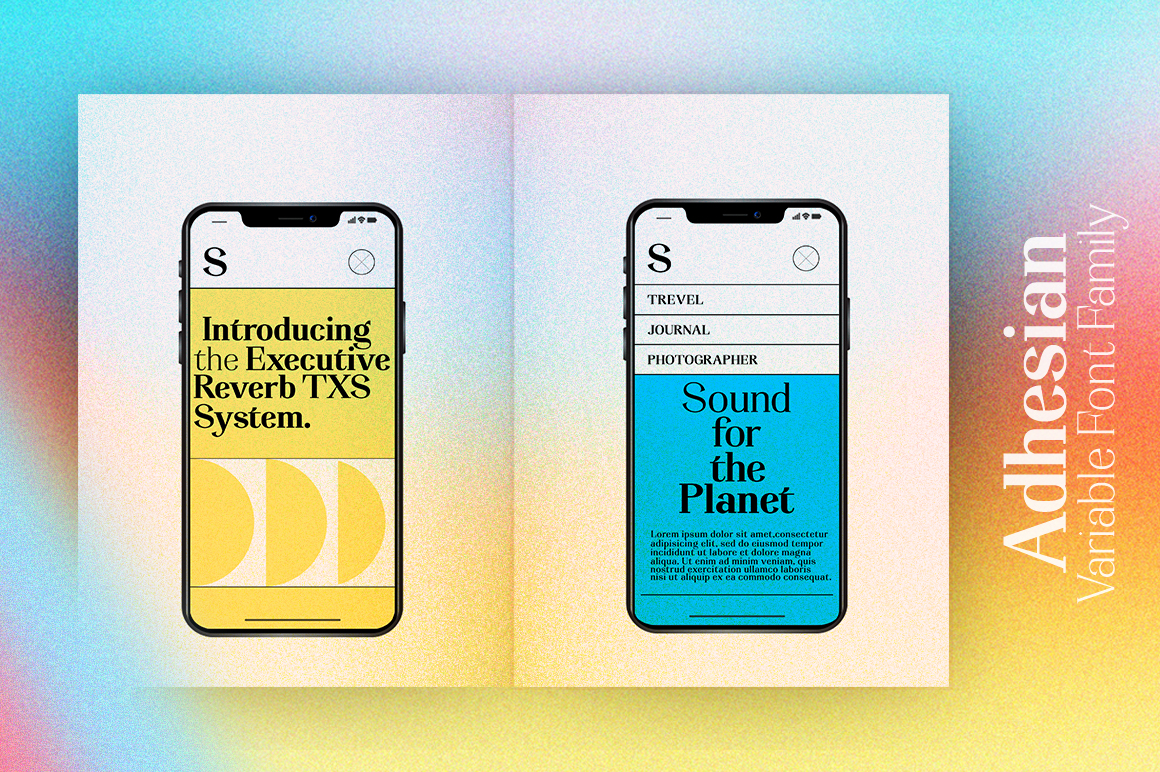 S
Introducing
the Executive
Reverb TXS
System.
S
TREVEL
JOURNAL
PHOTOGRAPHER
Sound
for
the
Planet
Lorem ipsum dolor sit amet,consectetur
adipisicing elit, sed do eiusmod tempor
incididunt ut labore et dolore magna
aliqua. Ut enim ad minim veniam, quis
nostrud exercitation ullamco laboris
nisi ut aliquip ex ea commodo consequat.
Adhesian
Variable Font Family